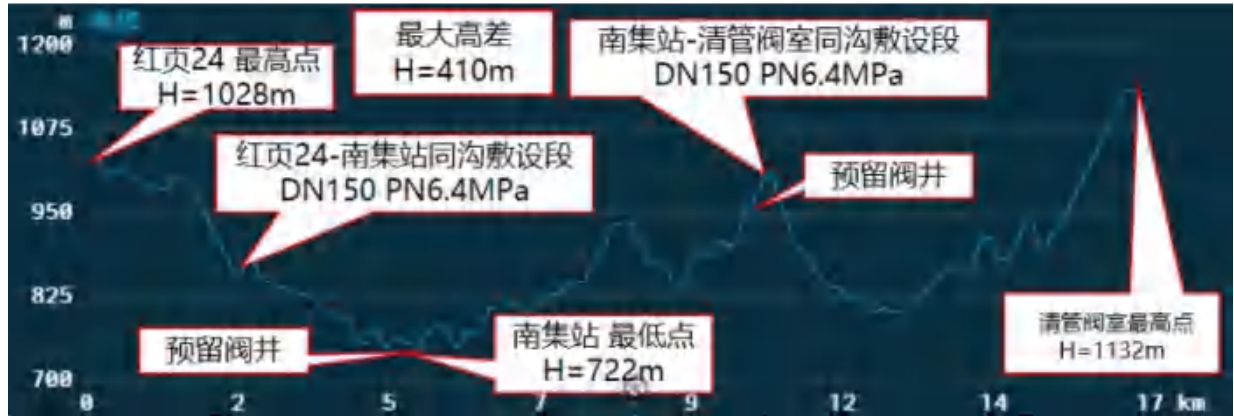 m
1200
1075
950
825
700
红页24 最高点
H=1028m
最大高差
H=410m
南集站-清管阀室同沟敷设段
DN150 PN6.4MPa
红页24-南集站同沟敷设段
DN150 PN6.4MPa
预留阀井
预留阀井
南集站 最低点
H=722m
清管阀室最高点
H=1132m
0 2 5 7 9 12 14 17 km